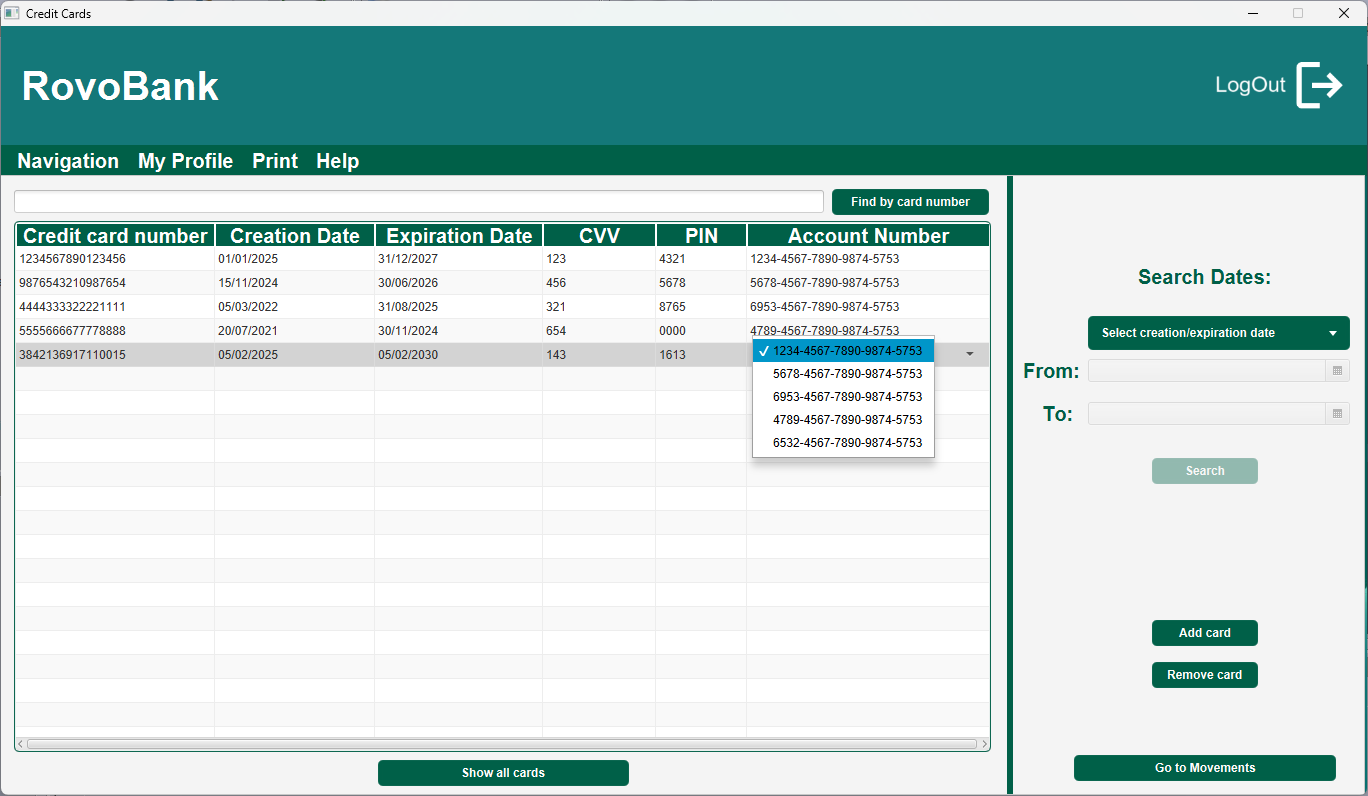 Credit Cards
RovoBank
LogOut
Navigation My Profile Print Help
Find by card number
Credit card number Creation Date Expiration Date CVV PIN Account Number
1234567890123456 01/01/2025 31/12/2027 123 4321 1234-4567-7890-9874-5753
9876543210987654 15/11/2024 30/06/2026 456 5678 5678-4567-7890-9874-5753
4444333322221111 05/03/2022 31/08/2025 321 8765 6953-4567-7890-9874-5753
5555666677778888 20/07/2021 30/11/2024 654 0000 4789-4567-7890-9874-5753
3842136917110015 05/02/2025 05/02/2030 143 1613
1234-4567-7890-9874-5753
5678-4567-7890-9874-5753
6953-4567-7890-9874-5753
4789-4567-7890-9874-5753
6532-4567-7890-9874-5753
Show all cards
Search Dates:
Select creation/expiration date
From:
To:
Search
Add card
Remove card
Go to Movements